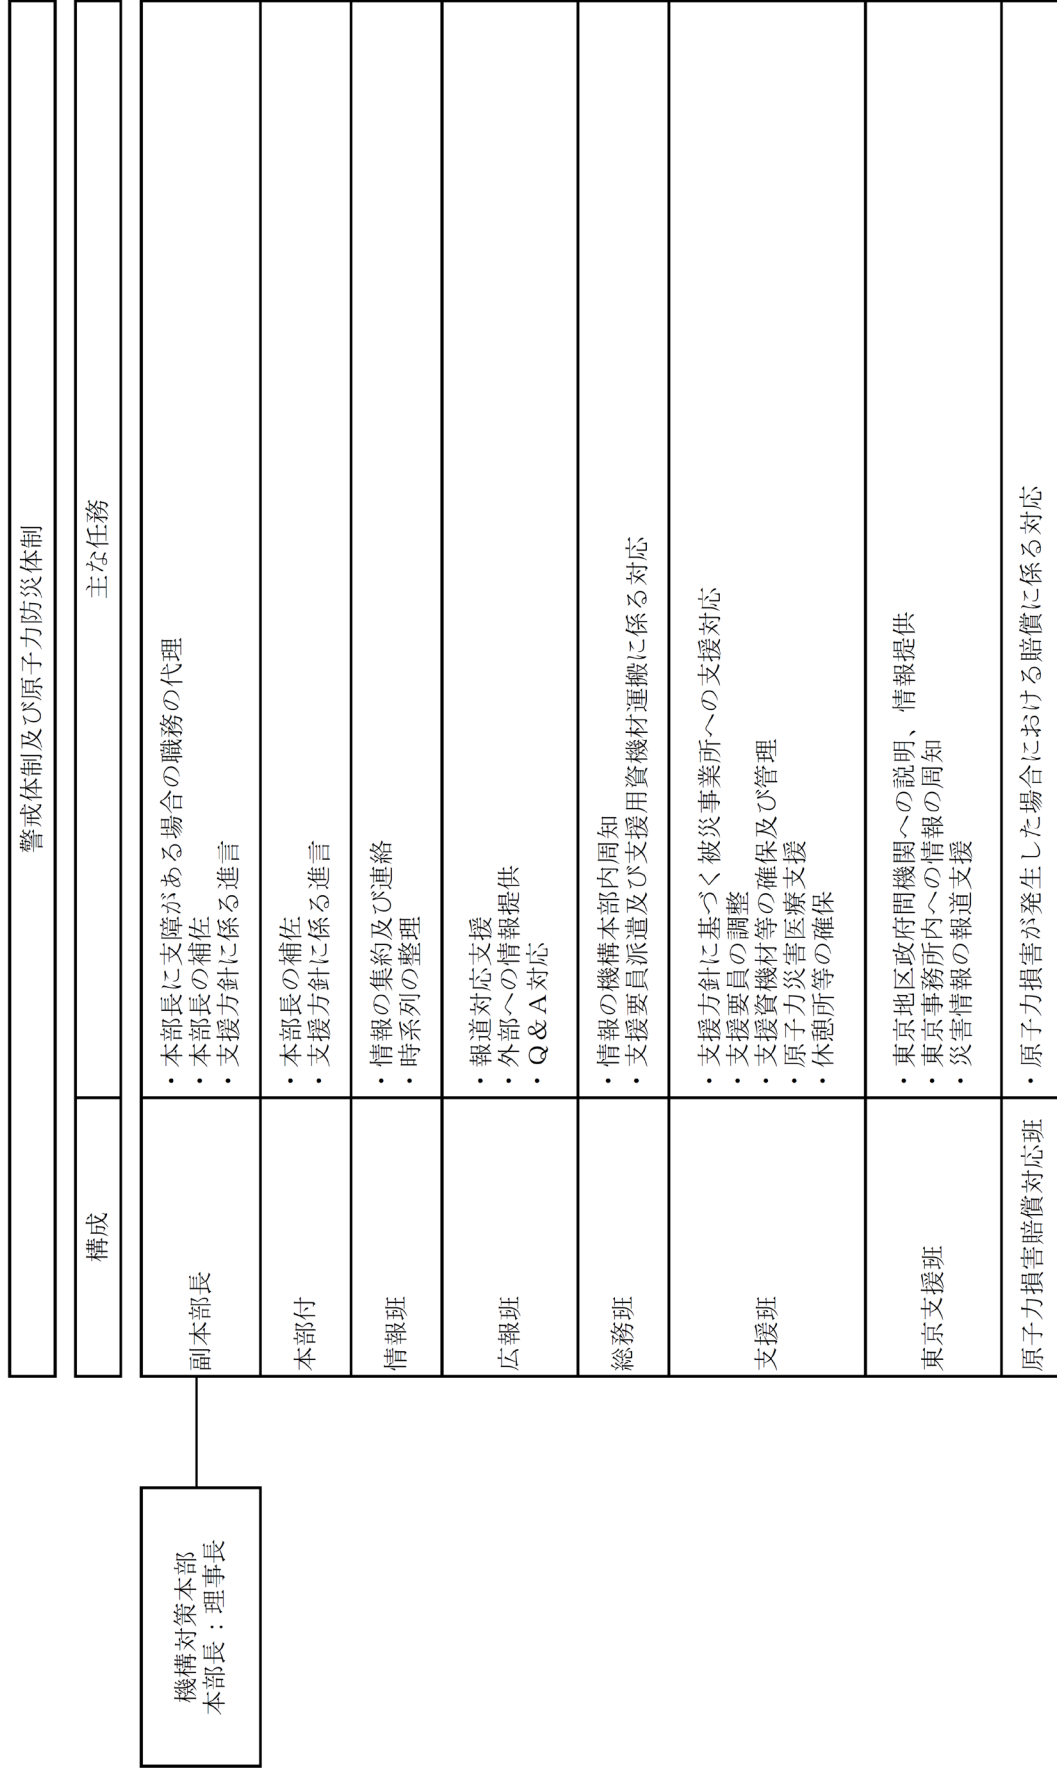 警戒体制及び原子力防災体制
構成
主な任務
機構対策本部
本部長：理事長
副本部長
・本部長に支障がある場合の職務の代理
・本部長の補佐
・支援方針に係る進言
本部付
・本部長の補佐
・支援方針に係る進言
情報班
・情報の集約及び連絡
・時系列の整理
広報班
・報道対応支援
・外部への情報提供
・Ｑ＆Ａ対応
総務班
・情報の機構本部内周知
・支援要員派遣及び支援用資機材運搬に係る対応
支援班
・支援方針に基づく被災事業所への支援対応
・支援要員の調整
・支援資機材等の確保及び管理
・原子力災害医療支援
・休憩所等の確保
東京支援班
・東京地区政府間機関への説明、情報提供
・東京事務所内への情報の周知
・災害情報の報道支援
原子力損害賠償対応班
・原子力損害が発生した場合における賠償に係る対応